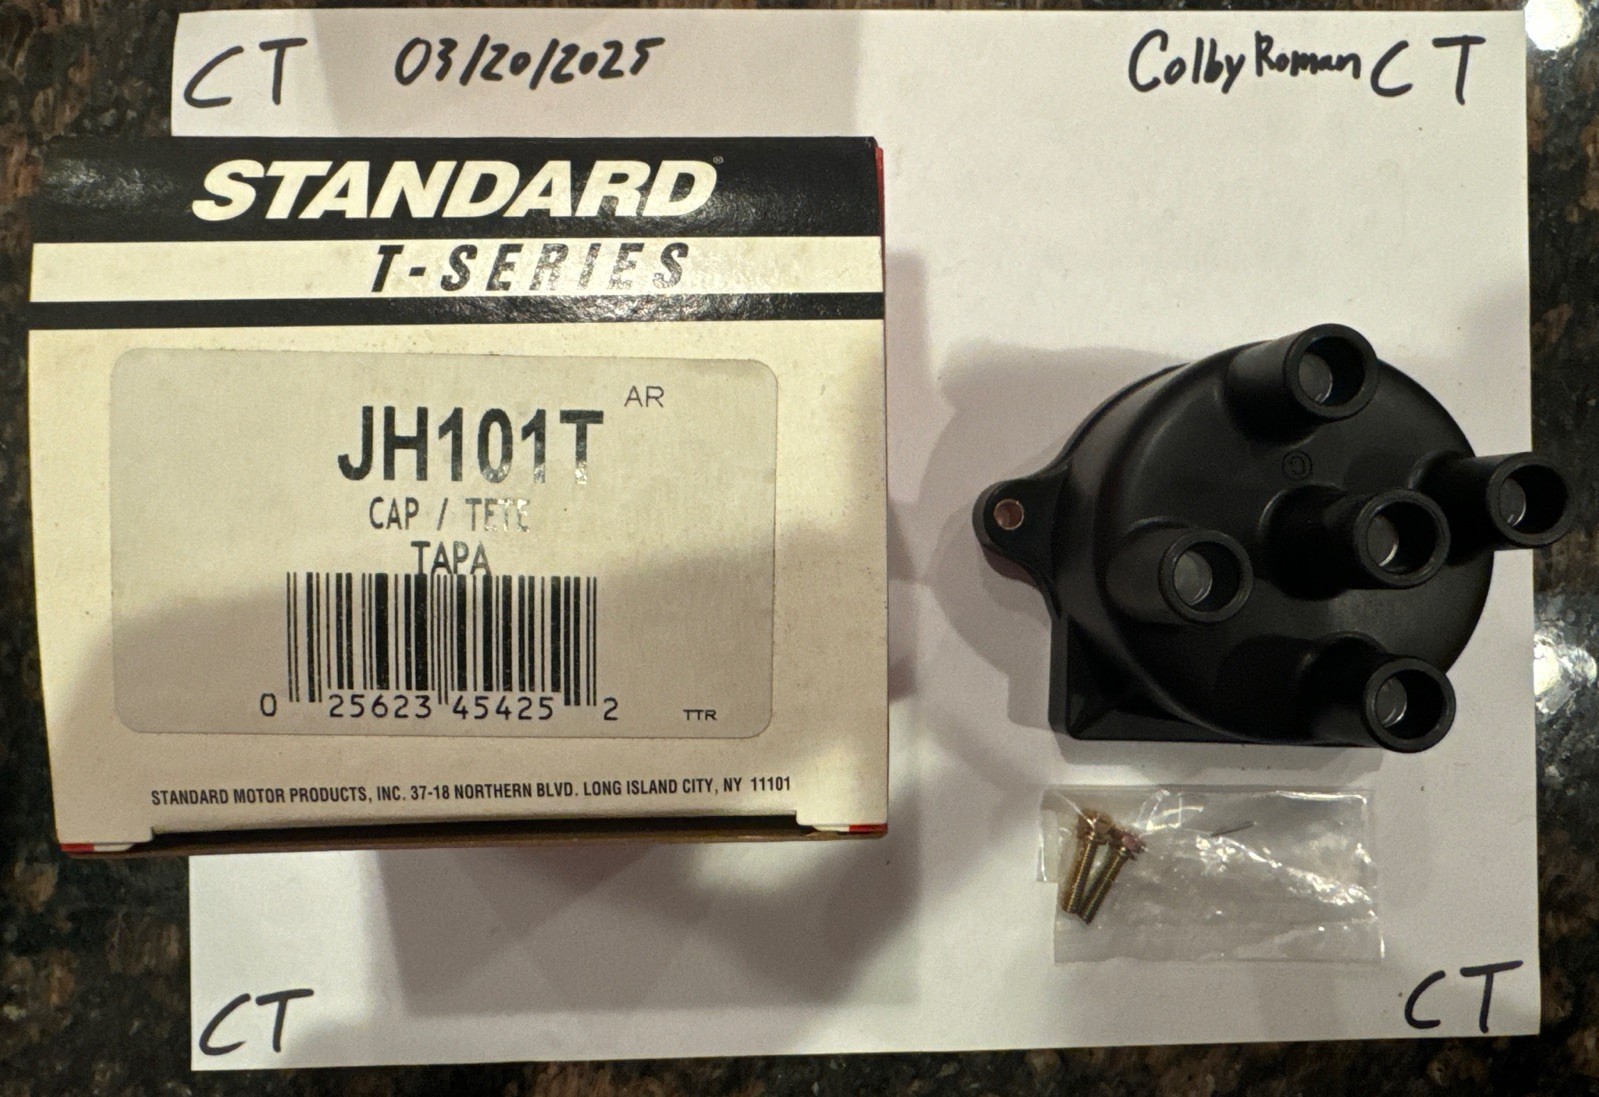 CT 03/20/2025 Colby Roman CT
STANDARD®
T-SERIES
AR
JH101T
CAP / TETE
TAPA
0 25623 45425 2
TTR
STANDARD MOTOR PRODUCTS, INC. 37-18 NORTHERN BLVD. LONG ISLAND CITY, NY 11101
CT CT